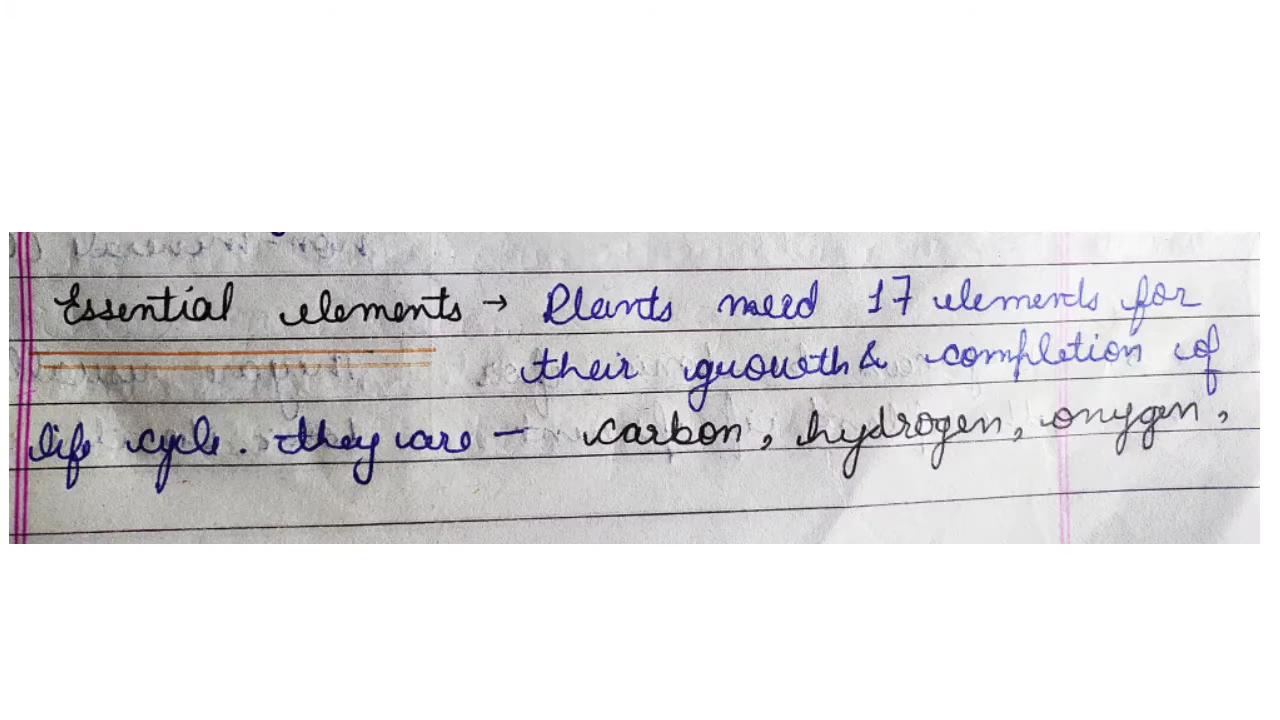 Essential elements → Plants need 17 elements for
their growth & completion of
life cycle. they are - carbon, hydrogen, oxygen,